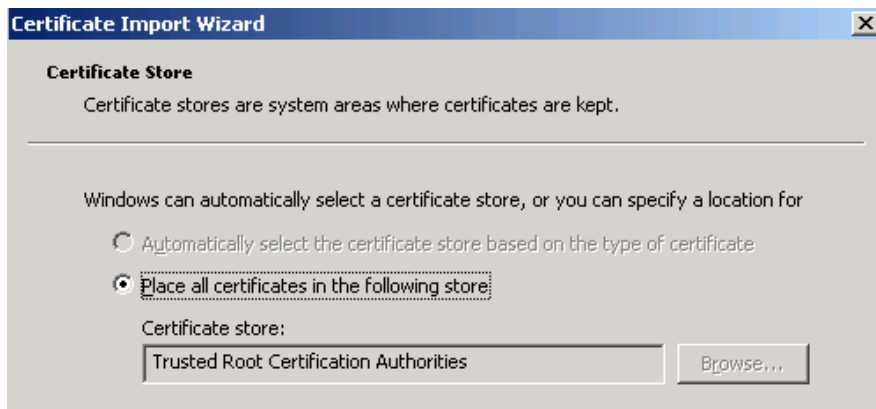 Certificate Import Wizard
Certificate Store
Certificate stores are system areas where certificates are kept.
Windows can automatically select a certificate store, or you can specify a location for
Automatically select the certificate store based on the type of certificate
Place all certificates in the following store
Certificate store:
Trusted Root Certification Authorities
Browse...